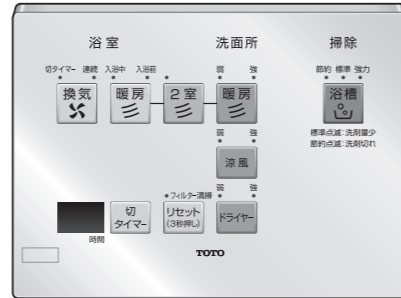 浴室 洗面所 掃除
切タイマー 連続 入浴中 入浴前 弱 強 節約 標準 強力
換気 暖房 2室 暖房 浴槽
標準点滅:洗剤量少
節約点滅:洗剤切れ
弱 強
涼風
フィルター清掃 弱 強
切タイマー リセット(3秒押し) ドライヤー
時間
TOTO